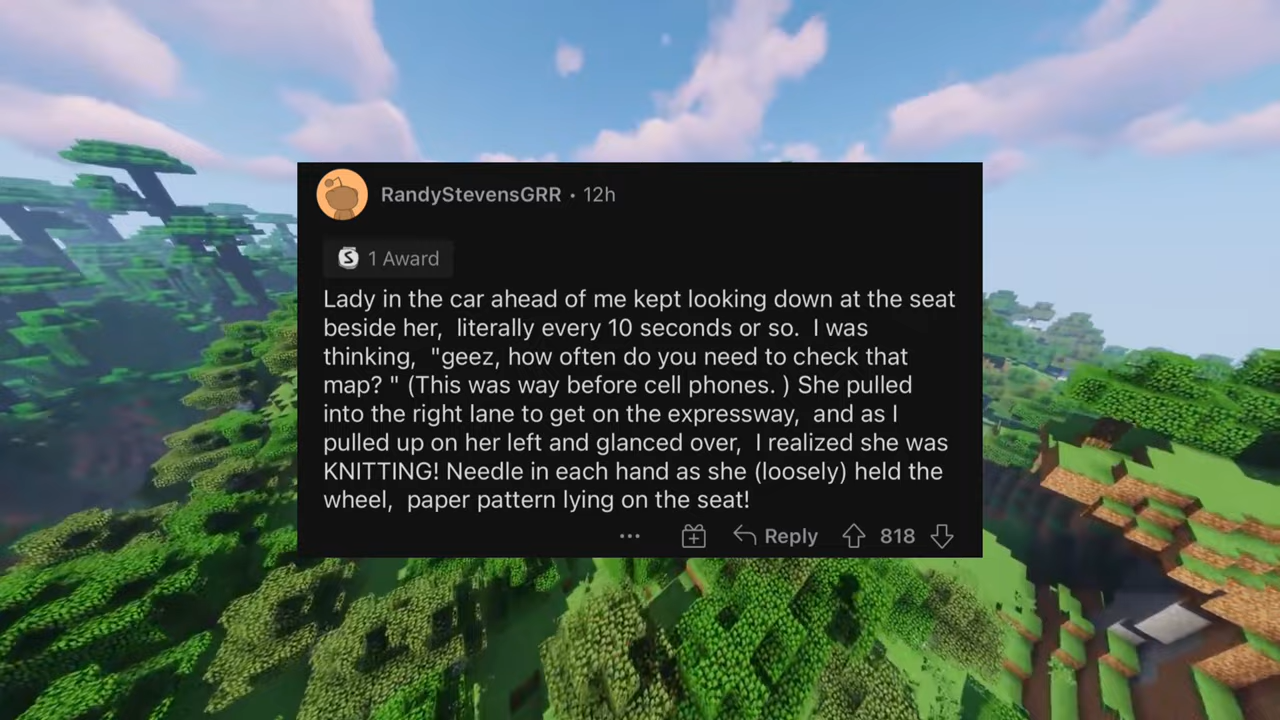 RandyStevensGRR • 12h
1 Award
Lady in the car ahead of me kept looking down at the seat
beside her,  literally every 10 seconds or so.  I was
thinking,  "geez, how often do you need to check that
map? " (This was way before cell phones. ) She pulled
into the right lane to get on the expressway,  and as I
pulled up on her left and glanced over,  I realized she was
KNITTING! Needle in each hand as she (loosely) held the
wheel,  paper pattern lying on the seat!
Reply 818